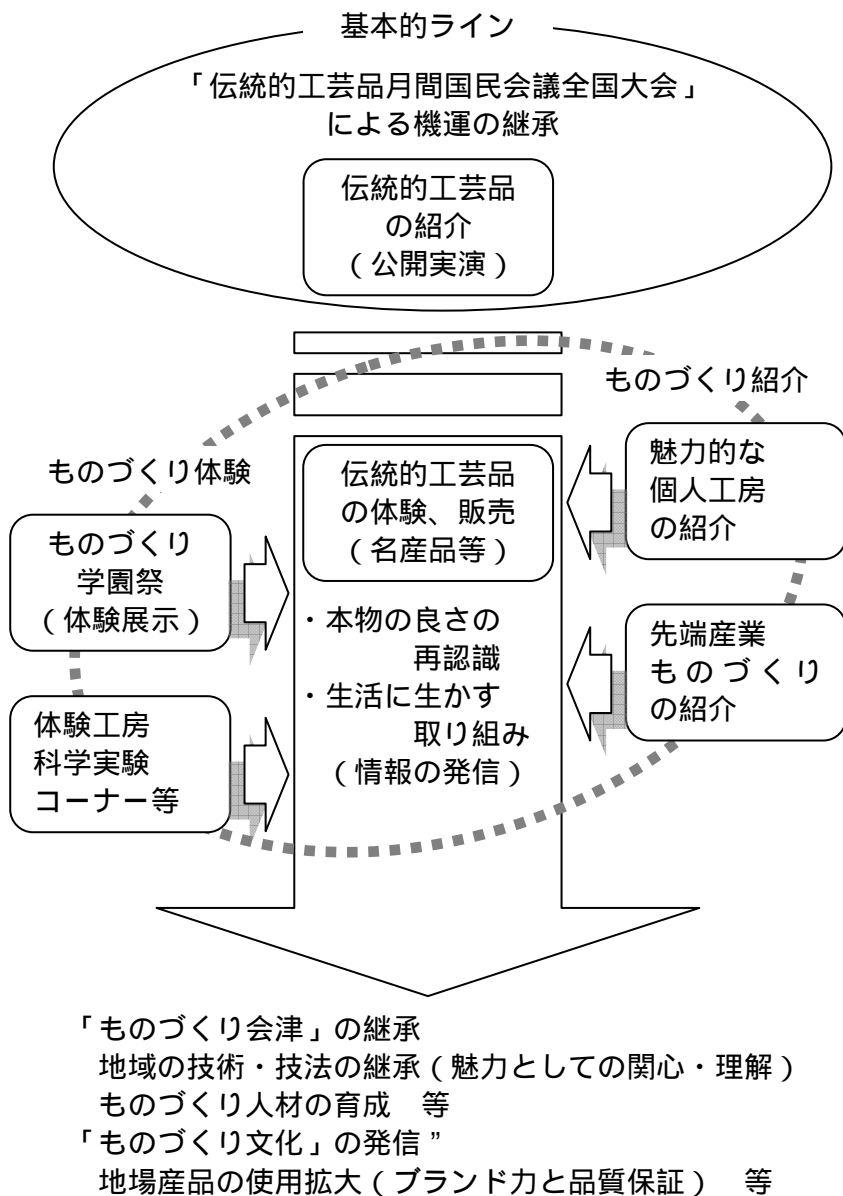 基本的ライン
「伝統的工芸品月間国民会議全国大会」
による機運の継承
伝統的工芸品
の紹介
(公開実演)
ものづくり紹介
ものづくり体験
伝統的工芸品
の体験、販売
(名産品等)
魅力的な
個人工房
の紹介
ものづくり
学園祭
(体験展示)
・本物の良さの
再認識
・生活に生かす
取り組み
(情報の発信)
先端産業
ものづくり
の紹介
体験工房
科学実験
コーナー等
「ものづくり会津」の継承
地域の技術・技法の継承(魅力としての関心・理解)
ものづくり人材の育成 等
「ものづくり文化」の発信”
地場産品の使用拡大(ブランド力と品質保証) 等